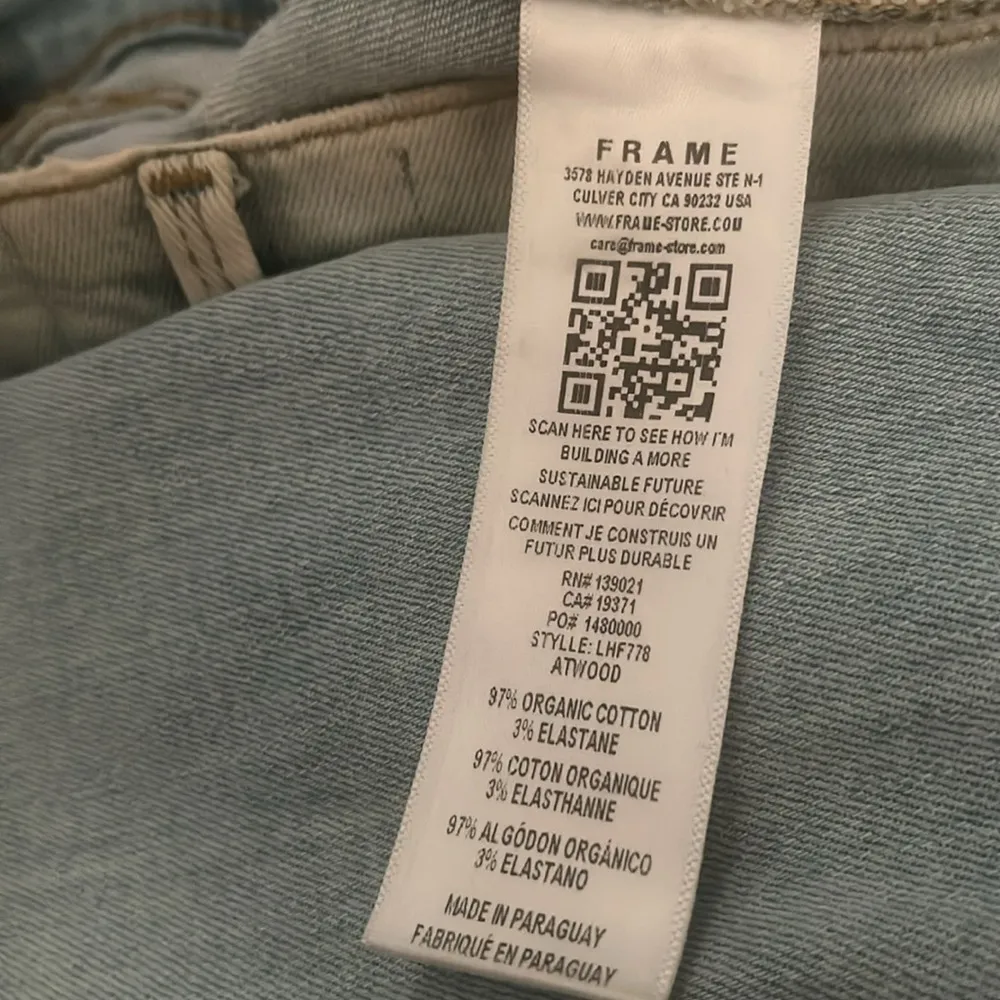 FRAME
3578 HAYDEN AVENUE STE N-1
CULVER CITY CA 90232 USA
WWW.FRAUE-STORE.COU
care@frame-store.com
SCAN HERE TO SEE HOW I'M
BUILDING A MORE
SUSTAINABLE FUTURE
SCANNEZ ICI POUR DÉCOVRIR
COMMENT JE CONSTRUIS UN
FUTUR PLUS DURABLE
RN# 139021
CA# 19371
PO# 1480000
STYLLE: LHF778
ATWOOD
97% ORGANIC COTTON
3% ELASTANE
97% COTON ORGANIQUE
3% ELASTHANNE
97% ALGÓDON ORGÁNICO
3% ELASTANO
MADE IN PARAGUAY
FABRIQUÉ EN PARAGUAY